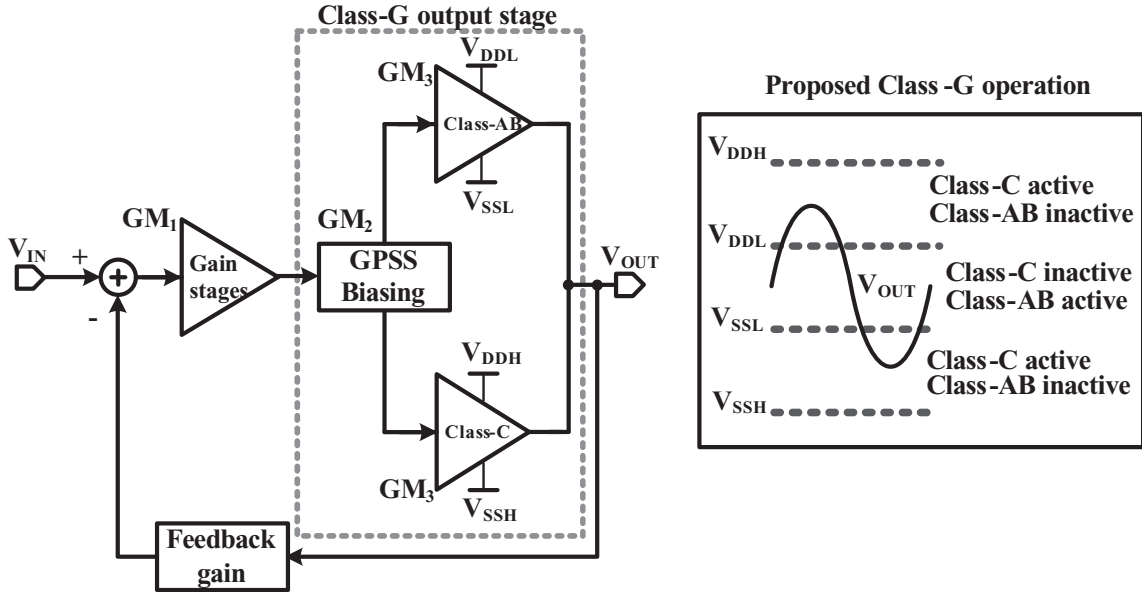 Class-G output stage
V_DDL
GM_3
Class-AB
V_SSL
GM_1
GM_2
V_IN
+
+
-
Gain
stages
GPSS
Biasing
V_OUT
V_DDH
Class-C
GM_3
V_SSH
Feedback
gain
Proposed Class-G operation
V_DDH
Class-C active
Class-AB inactive
V_DDL
Class-C inactive
V_OUT
Class-AB active
V_SSL
Class-C active
Class-AB inactive
V_SSH